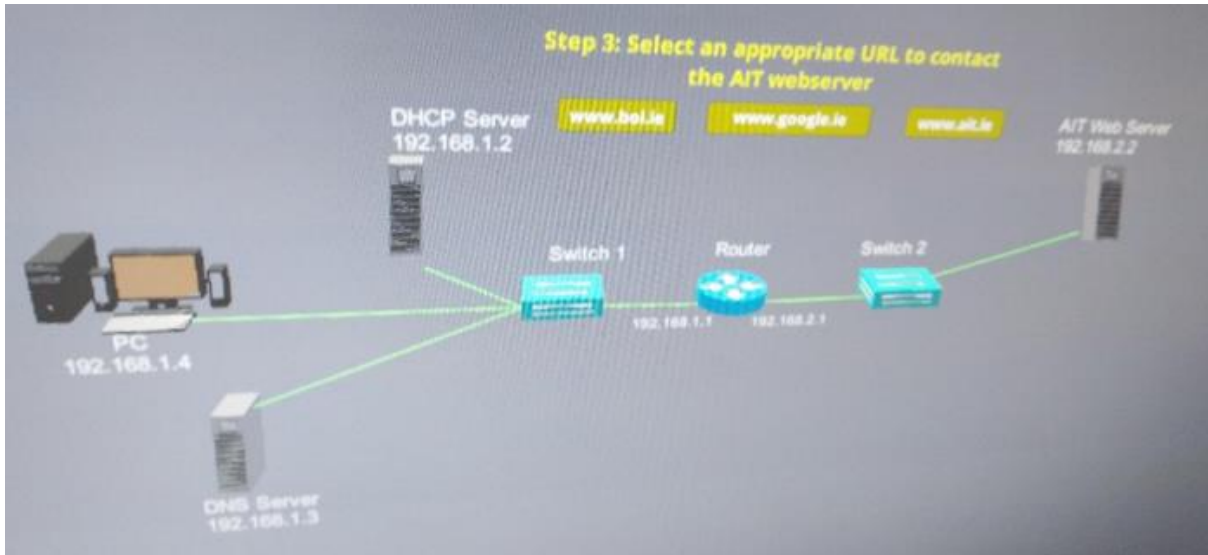 Step 3: Select an appropriate URL to contact
the AIT webserver
www.boi.ie
www.google.ie
www.ait.ie
DHCP Server
192.168.1.2
AIT Web Server
192.168.2.2
Switch 1
Router
Switch 2
192.168.1.1
192.168.2.1
PC
192.168.1.4
DNS Server
192.168.1.3